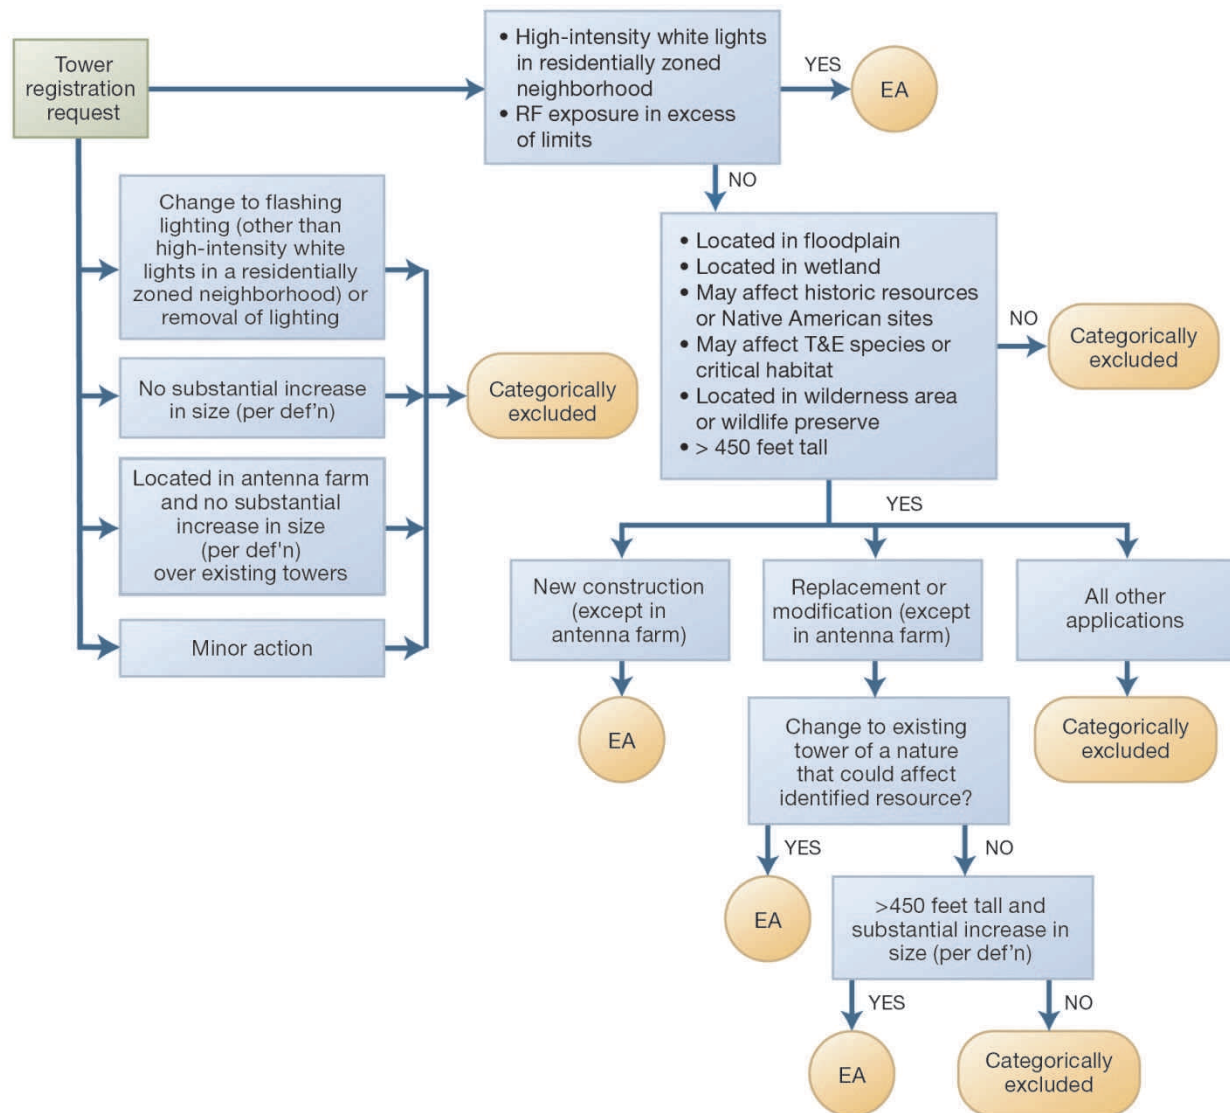 Tower
registration
request
• High-intensity white lights
in residentially zoned
neighborhood
• RF exposure in excess
of limits
YES
EA
NO
Change to flashing
lighting (other than
high-intensity white
lights in a residentially
zoned neighborhood) or
removal of lighting
No substantial increase
in size (per def’n)
Located in antenna farm
and no substantial
increase in size
(per def'n)
over existing towers
Minor action
Categorically
excluded
• Located in floodplain
• Located in wetland
• May affect historic resources
or Native American sites
• May affect T&E species or
critical habitat
• Located in wilderness area
or wildlife preserve
• > 450 feet tall
NO
Categorically
excluded
YES
New construction
(except in
antenna farm)
Replacement or
modification (except
in antenna farm)
All other
applications
EA
Change to existing
tower of a nature
that could affect
identified resource?
Categorically
excluded
YES
NO
EA
>450 feet tall and
substantial increase in
size (per def’n)
YES
NO
EA
Categorically
excluded